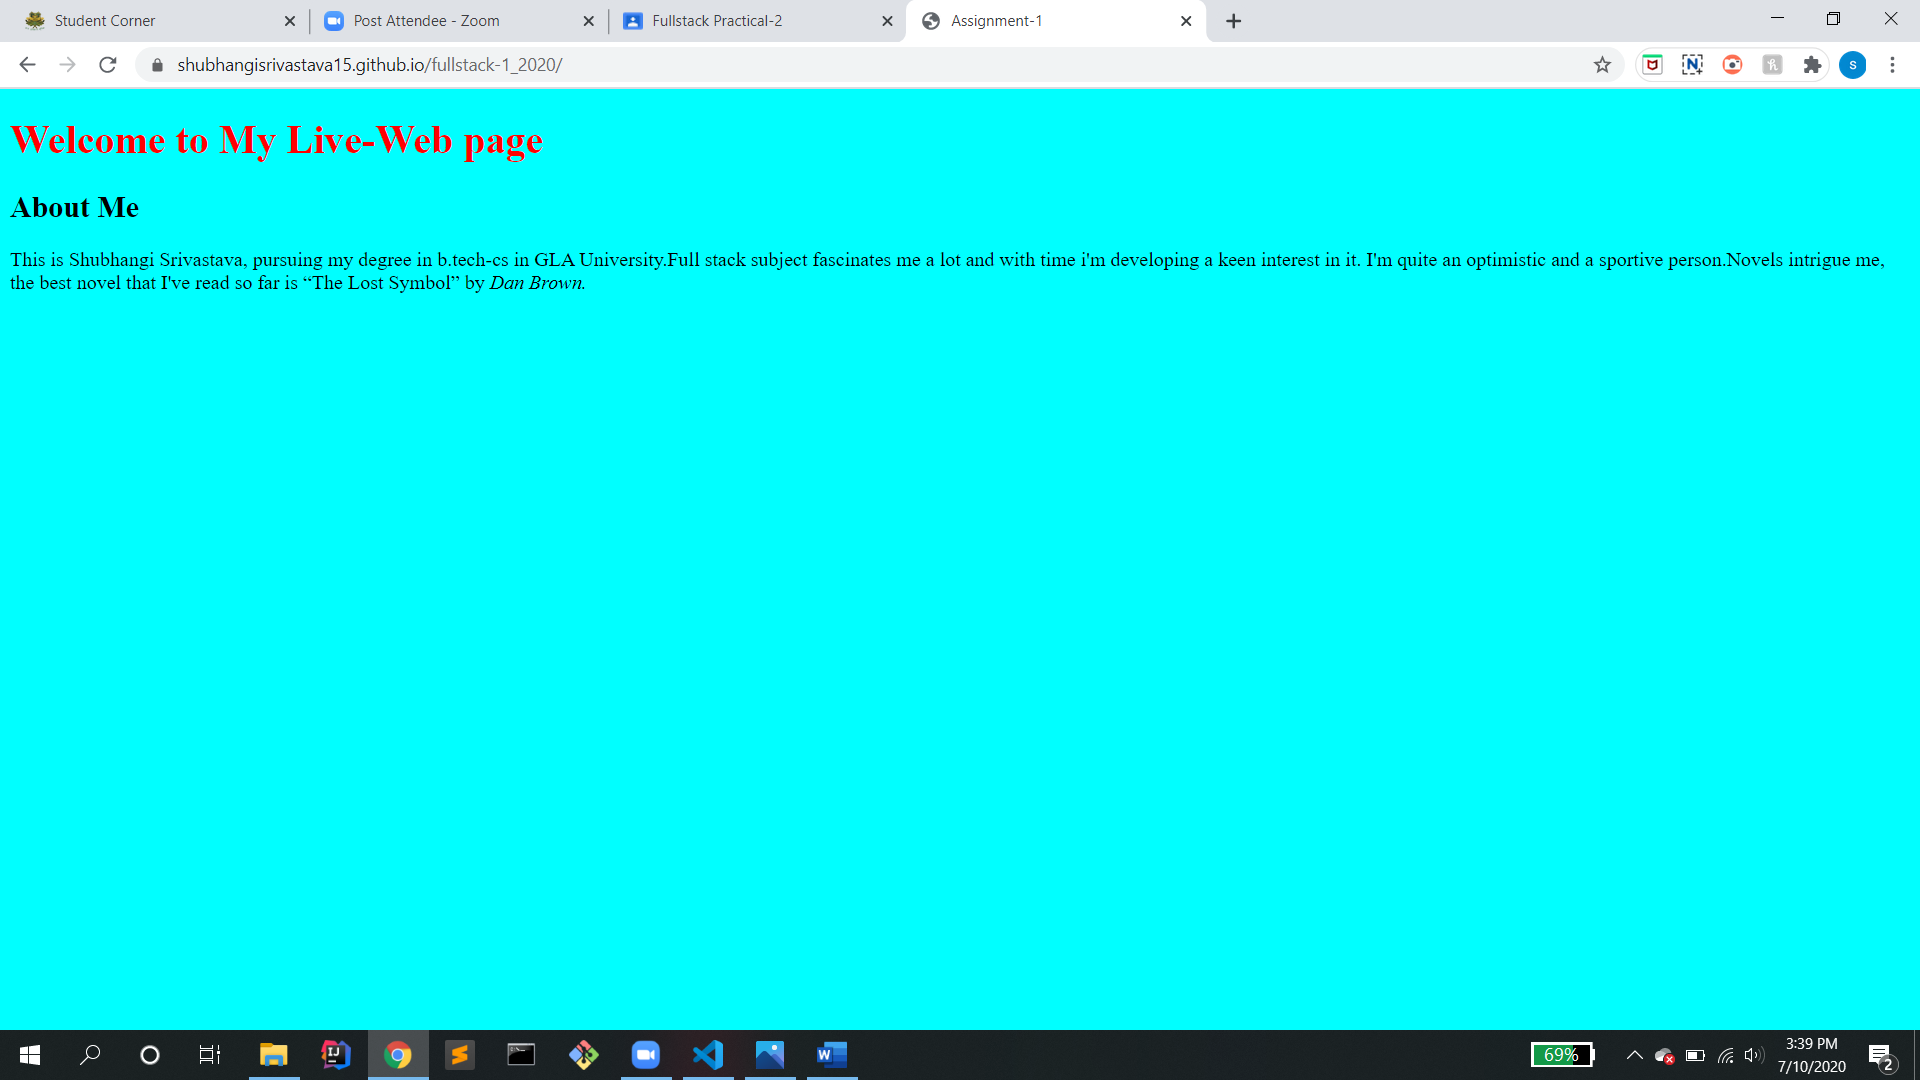 Student Corner
Post Attendee - Zoom
Fullstack Practical-2
Assignment-1
shubhangisrivastava15.github.io/fullstack-1_2020/
N
h
s
Welcome to My Live-Web page
About Me
This is Shubhangi Srivastava, pursuing my degree in b.tech-cs in GLA University.Full stack subject fascinates me a lot and with time i'm developing a keen interest in it. I'm quite an optimistic and a sportive person.Novels intrigue me,
the best novel that I've read so far is “The Lost Symbol” by Dan Brown.
IJ
W
69%
3:39 PM
7/10/2020
2